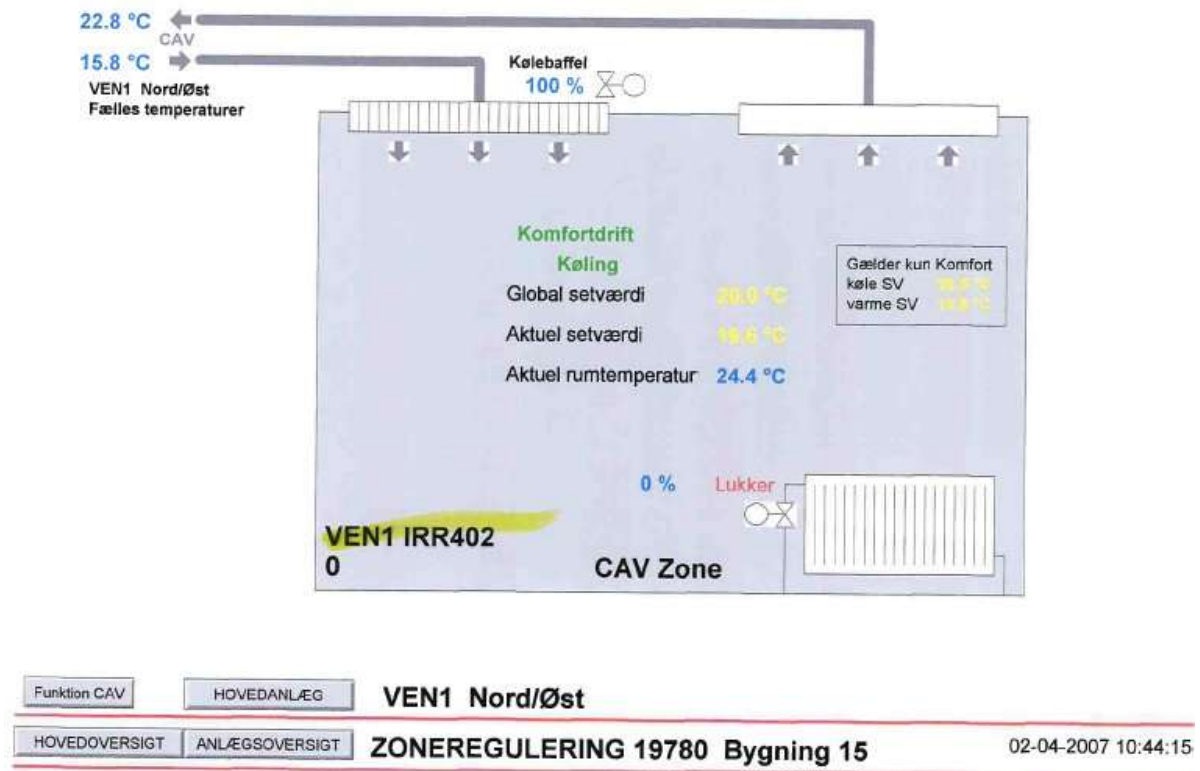 22.8 °C
CAV
15.8 °C
VEN1 Nord/Øst
Fælles temperaturer
Kølebaffel
100 %
Komfortdrift
Køling
Global setværdi 20.0 °C
Aktuel setværdi
Aktuel rumtemperatur 24.4 °C
Gælder kun Komfort
køle SV
varme SV
0 % Lukker
VEN1 IRR402
0
CAV Zone
Funktion CAV HOVEDANLÆG VEN1 Nord/Øst
HOVEDOVERSIGT ANLÆGSOVERSIGT ZONEREGULERING 19780 Bygning 15 02-04-2007 10:44:15